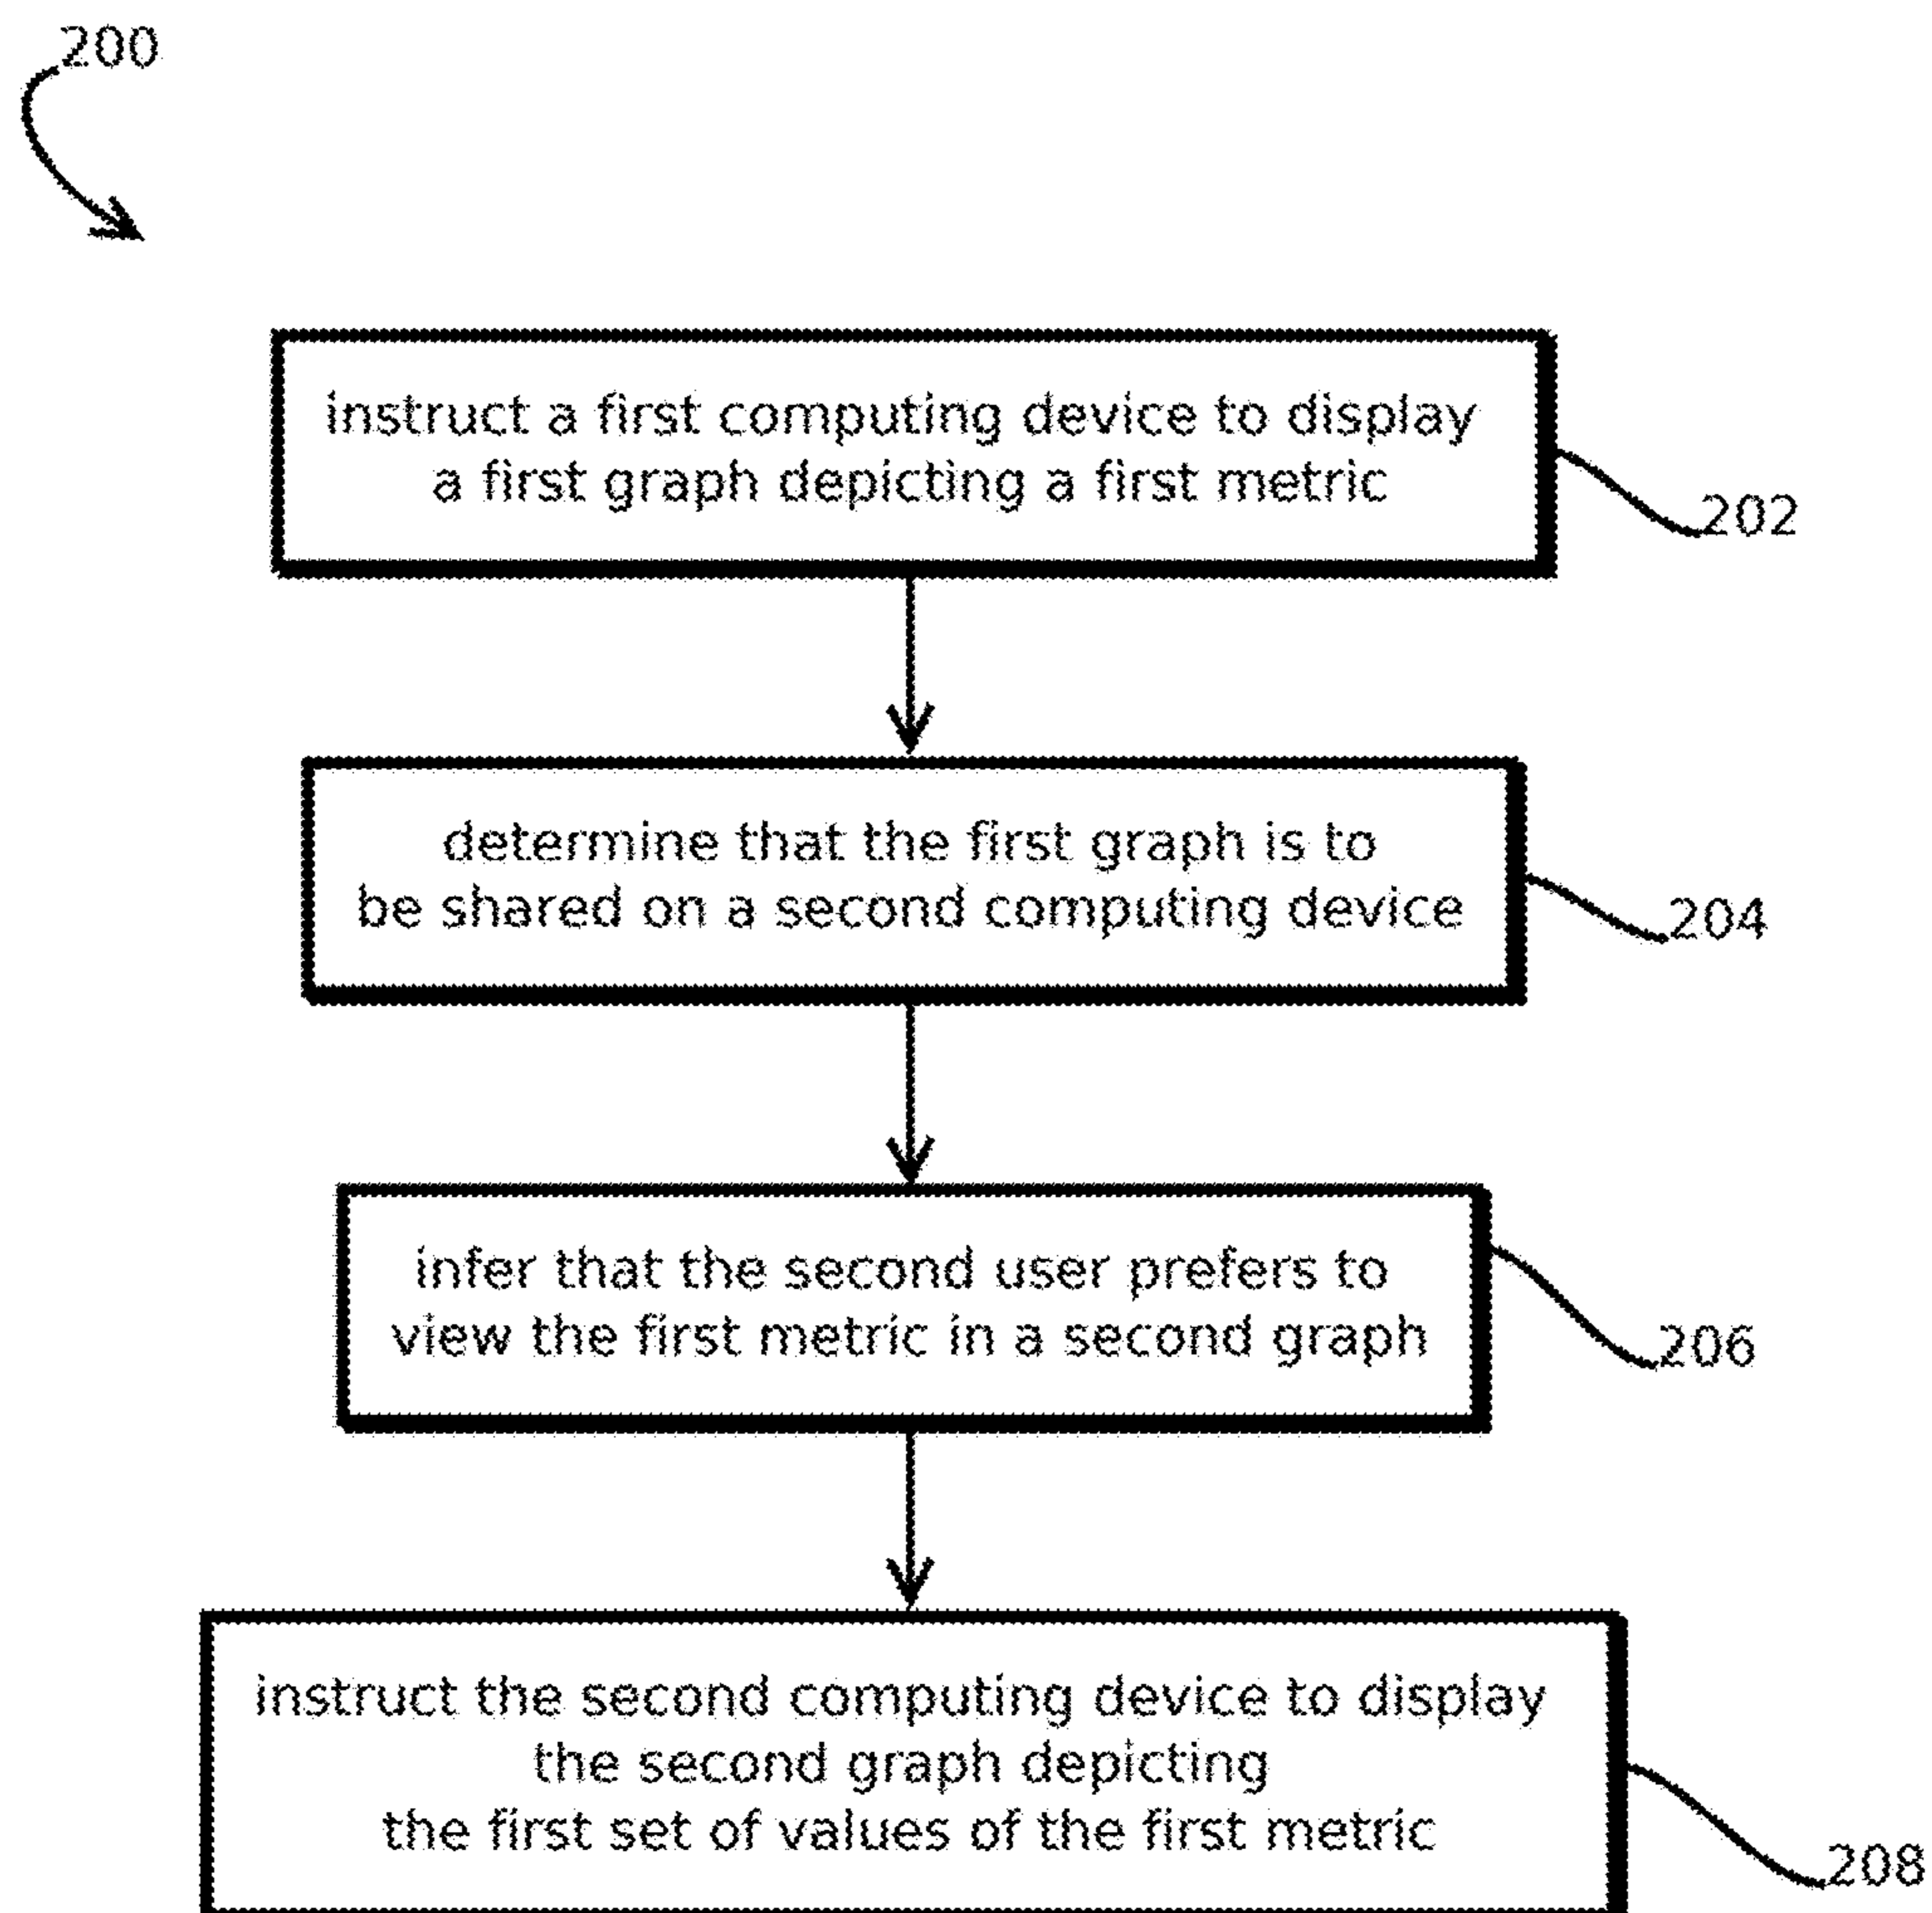 200
instruct a first computing device to display
a first graph depicting a first metric
202
determine that the first graph is to
be shared on a second computing device
204
infer that the second user prefers to
view the first metric in a second graph
206
instruct the second computing device to display
the second graph depicting
the first set of values of the first metric
208